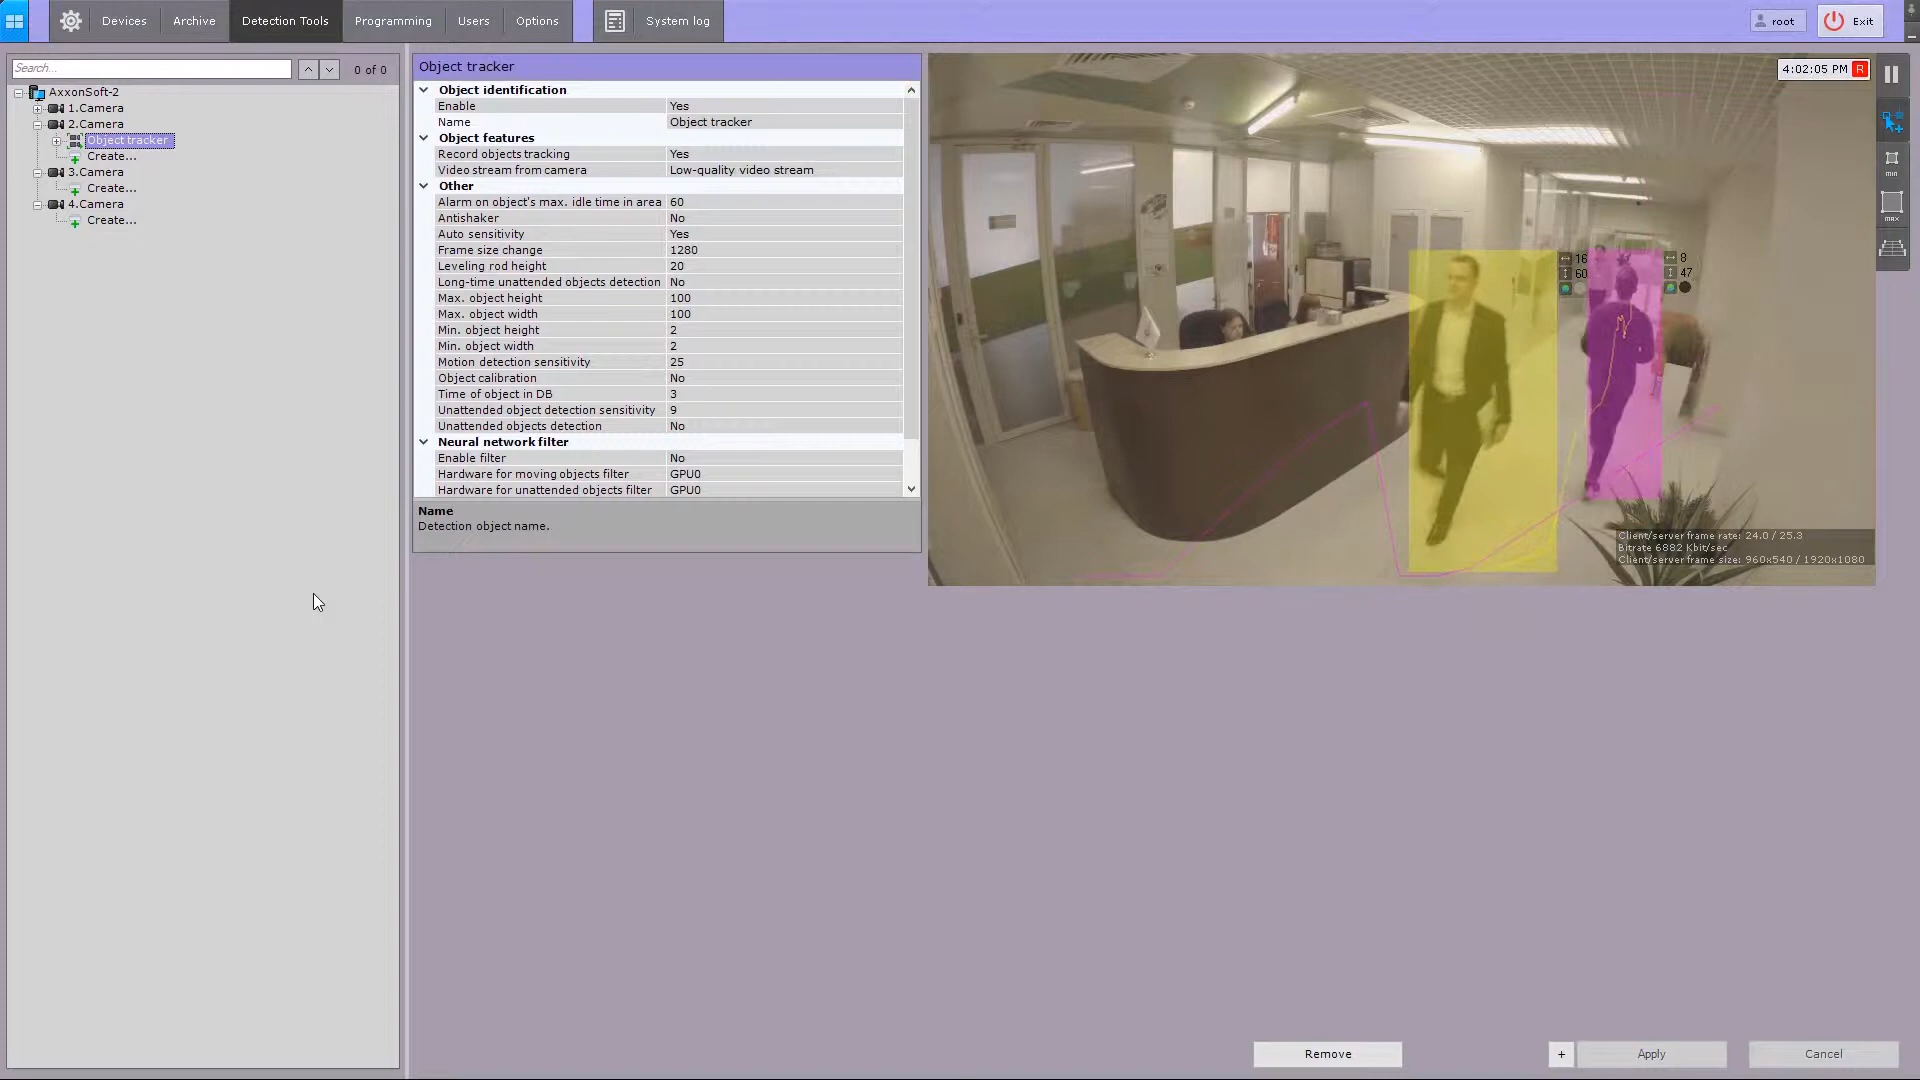 Devices
Archive
Detection Tools
Programming
Users
Options
System log
root
Exit
Search...
0 of 0
AxxonSoft-2
1.Camera
2.Camera
Object tracker
Create...
3.Camera
Create...
4.Camera
Create...
Object tracker
Object identification
Enable Yes
Name Object tracker
Object features
Record objects tracking Yes
Video stream from camera Low-quality video stream
Other
Alarm on object's max. idle time in area 60
Antishaker No
Auto sensitivity Yes
Frame size change 1280
Leveling rod height 20
Long-time unattended objects detection No
Max. object height 100
Max. object width 100
Min. object height 2
Min. object width 2
Motion detection sensitivity 25
Object calibration No
Time of object in DB 3
Unattended object detection sensitivity 9
Unattended objects detection No
Neural network filter
Enable filter No
Hardware for moving objects filter GPU0
Hardware for unattended objects filter GPU0
Name
Detection object name.
4:02:05 PM R
min
max
16
60
8
47
Client/server frame rate: 24.0 / 25.3
Bitrate 6882 Kbit/sec
Client/server frame size: 960x540 / 1920x1080
Remove
+
Apply
Cancel